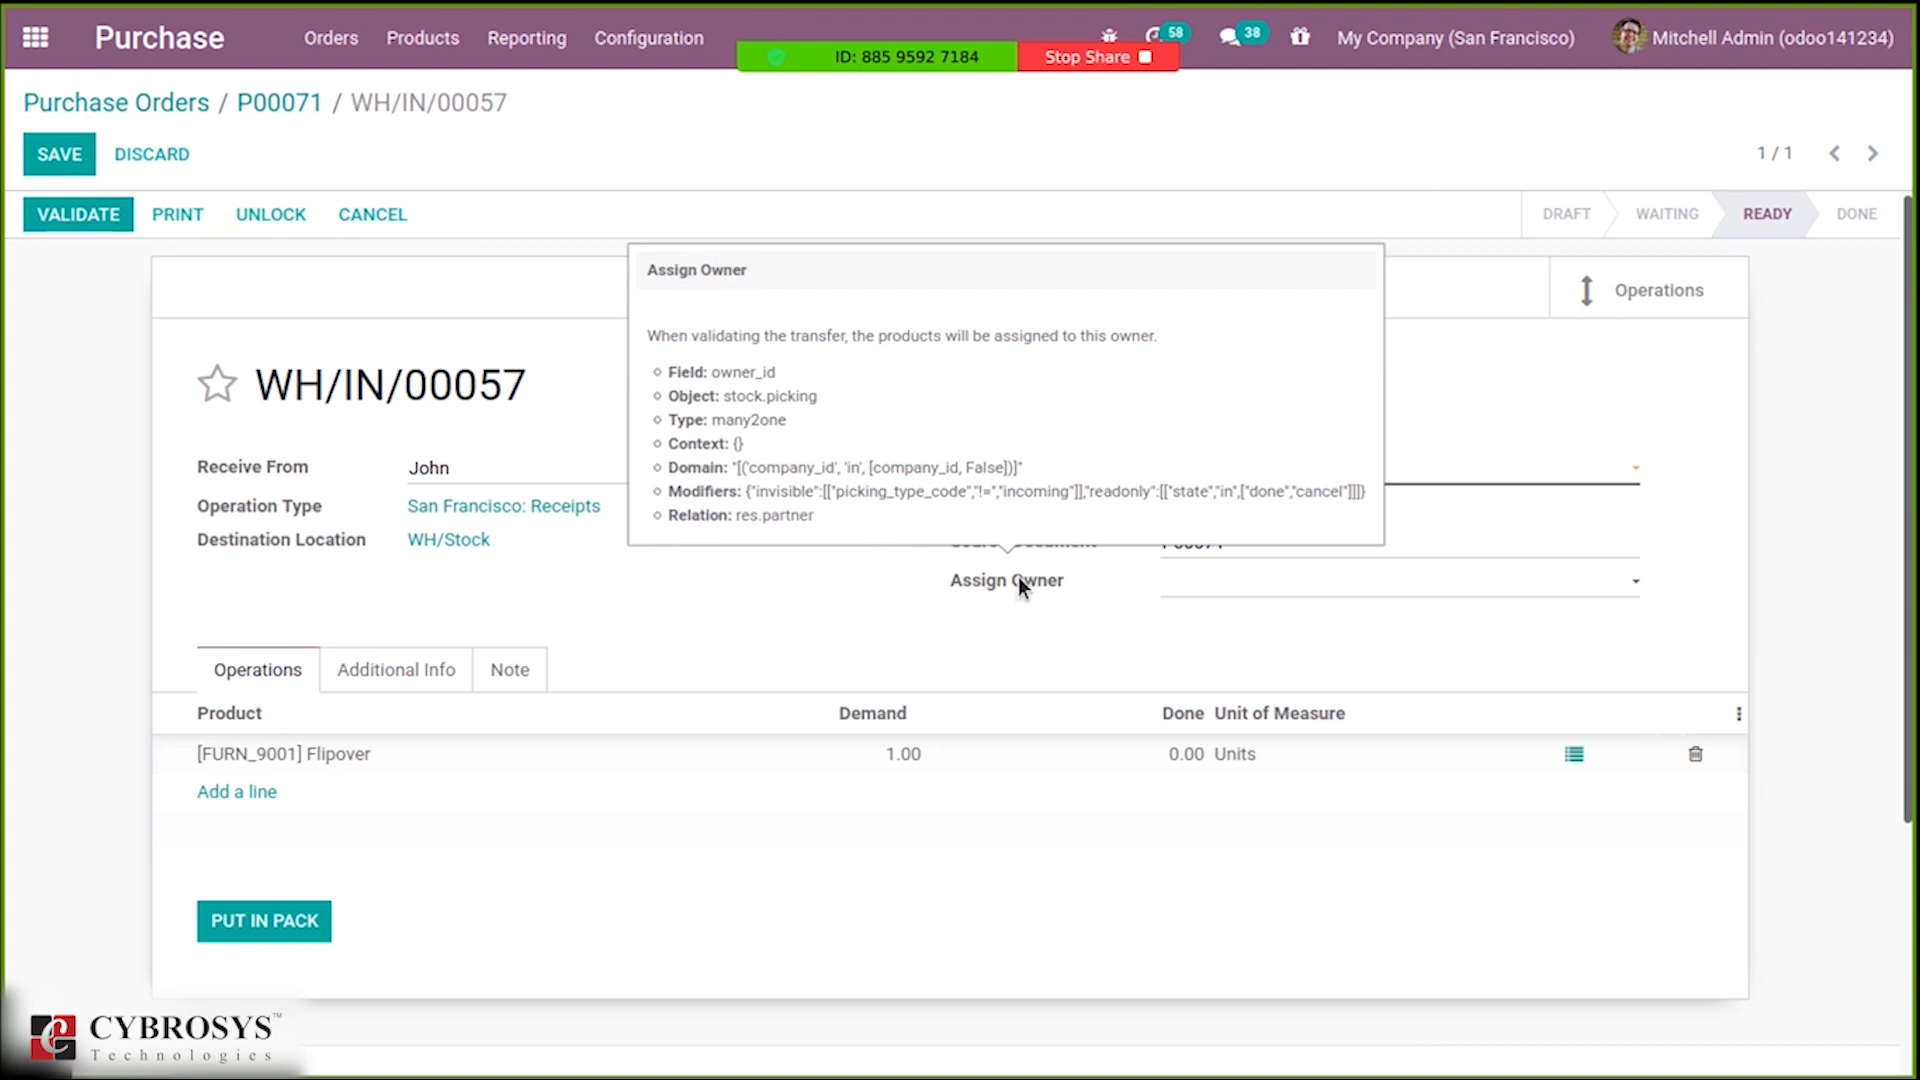 Purchase Orders Products Reporting Configuration 58 38 My Company (San Francisco) Mitchell Admin (odoo141234)
ID: 885 9592 7184 Stop Share
Purchase Orders / P00071 / WH/IN/00057
SAVE DISCARD 1 / 1
VALIDATE PRINT UNLOCK CANCEL DRAFT WAITING READY DONE
Assign Owner
Operations
When validating the transfer, the products will be assigned to this owner.
Field: owner_id
Object: stock.picking
Type: many2one
Context: {}
Domain: "[('company_id', 'in', [company_id, False])]"
Modifiers: {"invisible":[["picking_type_code","!=","incoming"]],"readonly":[["state","in",["done","cancel"]]]}
Relation: res.partner
WH/IN/00057
Receive From John
Operation Type San Francisco: Receipts
Destination Location WH/Stock
Assign Owner
Operations Additional Info Note
Product Demand Done Unit of Measure
[FURN_9001] Flipover 1.00 0.00 Units
Add a line
PUT IN PACK
CYBROSYS™
Technologies